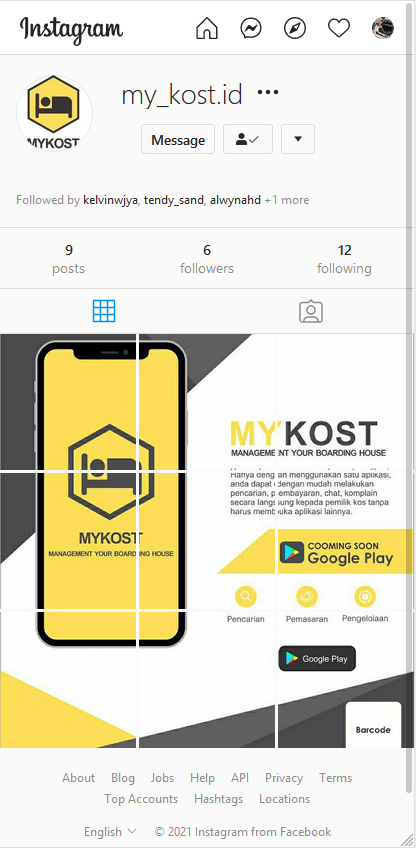 Instagram
my_kost.id
MYKOST
Message
Followed by kelvinwjya, tendy_sand, alwynahd +1 more
9 posts
6 followers
12 following
MYKOST
MANAGEMENT YOUR BOARDING HOUSE
MYKOST
MANAGEMENT YOUR BOARDING HOUSE
Hanya dengan menggunakan satu aplikasi,
anda dapat dengan mudah melakukan
pencarian, pembayaran, chat, komplain
secara langsung kepada pemilik kos tanpa
harus membuka aplikasi lainnya.
COOMING SOON
Google Play
Pencarian
Pemasaran
Pengelolaan
Google Play
Barcode
About Blog Jobs Help API Privacy Terms
Top Accounts Hashtags Locations
English © 2021 Instagram from Facebook